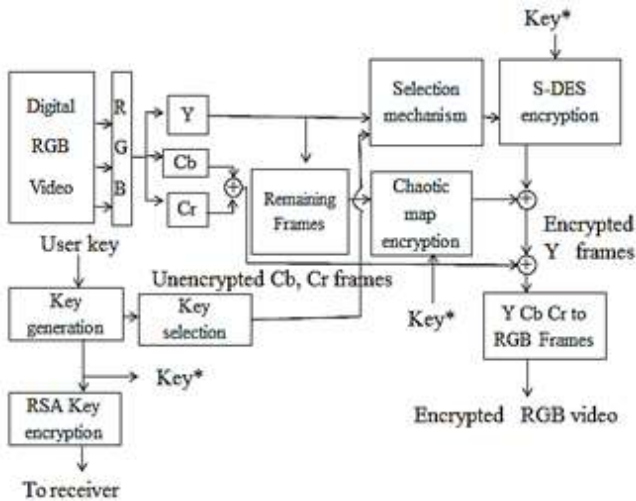 Key*
Digital
RGB
Video
R
G
B
Y
Cb
Cr
Selection
mechanism
S-DES
encryption
Remaining
Frames
Chaotic
map
encryption
Encrypted
Y frames
User key
Unencrypted Cb, Cr frames
Key
generation
Key
selection
Key*
Y Cb Cr to
RGB Frames
Key*
RSA Key
encryption
Encrypted RGB video
To receiver